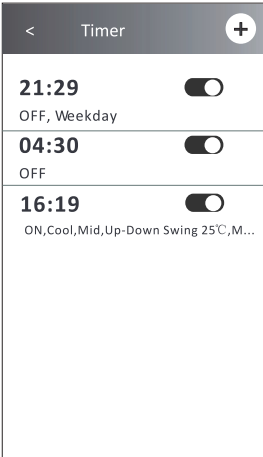 < Timer +
21:29
OFF, Weekday
04:30
OFF
16:19
ON,Cool,Mid,Up-Down Swing 25℃,M...